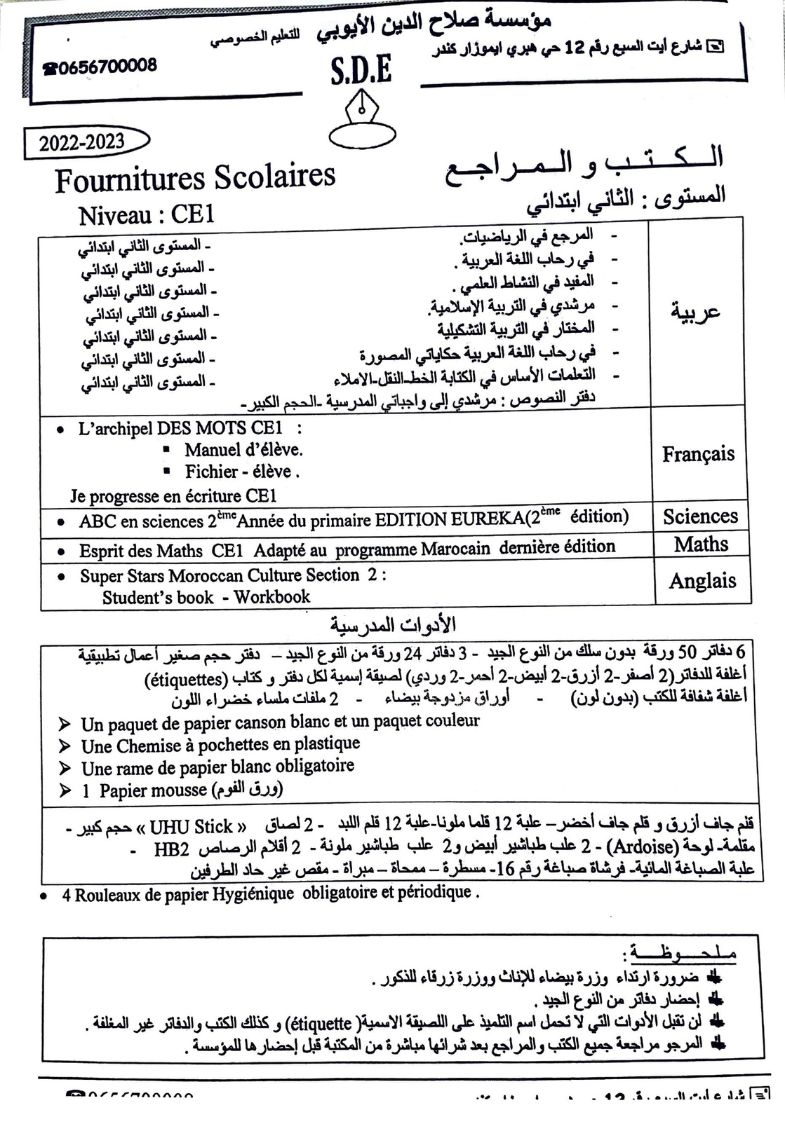 مؤسسة صلاح الدين الأيوبي للتعليم الخصوصي
شارع أيت السبع رقم 12 حي هبري ايموزار كندر
☎0656700008
S.D.E
2022-2023
الـكـتـب و الـمـراجـع
Fournitures Scolaires
المستوى : الثاني ابتدائي
Niveau : CE1
عربية
- المرجع في الرياضيات. - المستوى الثاني ابتدائي
- في رحاب اللغة العربية . - المستوى الثاني ابتدائي
- المفيد في النشاط العلمي . - المستوى الثاني ابتدائي
- مرشدي في التربية الإسلامية. - المستوى الثاني ابتدائي
- المختار في التربية التشكيلية - المستوى الثاني ابتدائي
- في رحاب اللغة العربية حكاياتي المصورة - المستوى الثاني ابتدائي
- التعلمات الأساس في الكتابة الخط-النقل-الاملاء - المستوى الثاني ابتدائي
دفتر النصوص : مرشدي إلى واجباتي المدرسية -الحجم الكبير-
• L'archipel DES MOTS CE1 :
▪ Manuel d'élève.
▪ Fichier - élève .
Je progresse en écriture CE1
Français
• ABC en sciences 2ème Année du primaire EDITION EUREKA(2ème édition)
Sciences
• Esprit des Maths CE1 Adapté au programme Marocain dernière édition
Maths
• Super Stars Moroccan Culture Section 2 :
Student's book - Workbook
Anglais
الأدوات المدرسية
6 دفاتر 50 ورقة بدون سلك من النوع الجيد - 3 دفاتر 24 ورقة من النوع الجيد – دفتر حجم صغير أعمال تطبيقية
أغلفة للدفاتر(2 أصفر-2 أزرق-2 أبيض-2 أحمر-2 وردي) لصيقة إسمية لكل دفتر و كتاب (étiquettes)
أغلفة شفافة للكتب (بدون لون) - أوراق مزدوجة بيضاء - 2 ملفات ملساء خضراء اللون
➢ Un paquet de papier canson blanc et un paquet couleur
➢ Une Chemise à pochettes en plastique
➢ Une rame de papier blanc obligatoire
➢ 1 Papier mousse (ورق الفوم)
قلم جاف أزرق و قلم جاف أخضر– علبة 12 قلما ملونا-علبة 12 قلم اللبد - 2 لصاق « UHU Stick » حجم كبير -
مقلمة- لوحة (Ardoise) - 2 علب طباشير أبيض و2 علب طباشير ملونة - 2 أقلام الرصاص HB2 -
علبة الصباغة المائية- فرشاة صباغة رقم 16- مسطرة – ممحاة – مبراة - مقص غير حاد الطرفين
• 4 Rouleaux de papier Hygiénique obligatoire et périodique .
مـلـحـوظـة :
ضرورة ارتداء وزرة بيضاء للإناث ووزرة زرقاء للذكور .
إحضار دفاتر من النوع الجيد .
لن تقبل الأدوات التي لا تحمل اسم التلميذ على اللصيقة الاسمية( étiquette) و كذلك الكتب والدفاتر غير المغلفة .
المرجو مراجعة جميع الكتب والمراجع بعد شرائها مباشرة من المكتبة قبل إحضارها للمؤسسة .
شارع أيت السبع رقم 12
☎0656700008